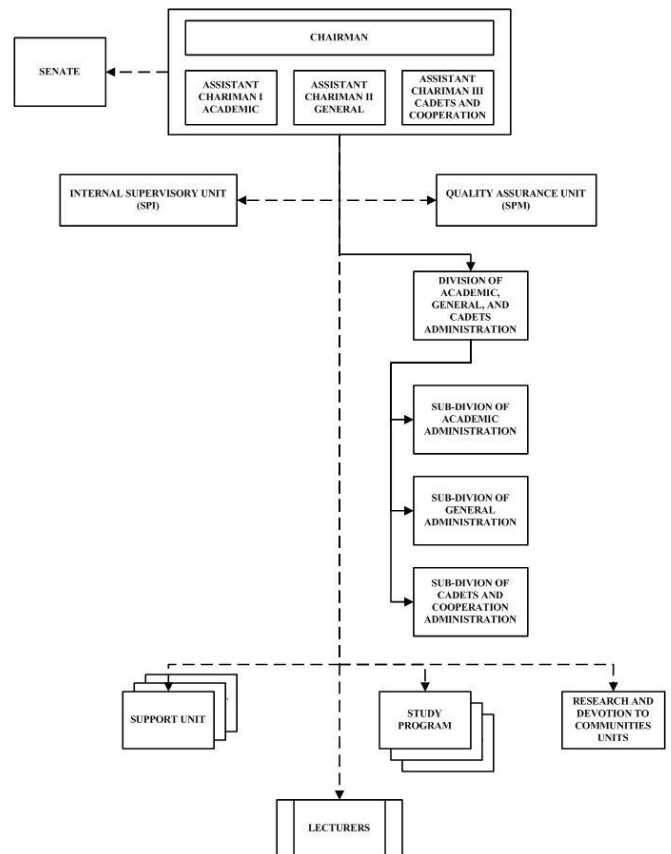 CHAIRMAN
SENATE
ASSISTANT
CHARIMAN I
ACADEMIC
ASSISTANT
CHARIMAN II
GENERAL
ASSISTANT
CHARIMAN III
CADETS AND
COOPERATION
INTERNAL SUPERVISORY UNIT
(SPI)
QUALITY ASSURANCE UNIT
(SPM)
DIVISION OF
ACADEMIC,
GENERAL, AND
CADETS
ADMINISTRATION
SUB-DIVION OF
ACADEMIC
ADMINISTRATION
SUB-DIVION OF
GENERAL
ADMINISTRATION
SUB-DIVION OF
CADETS AND
COOPERATION
ADMINISTRATION
SUPPORT UNIT
STUDY
PROGRAM
RESEARCH AND
DEVOTION TO
COMMUNITIES
UNITS
LECTURERS